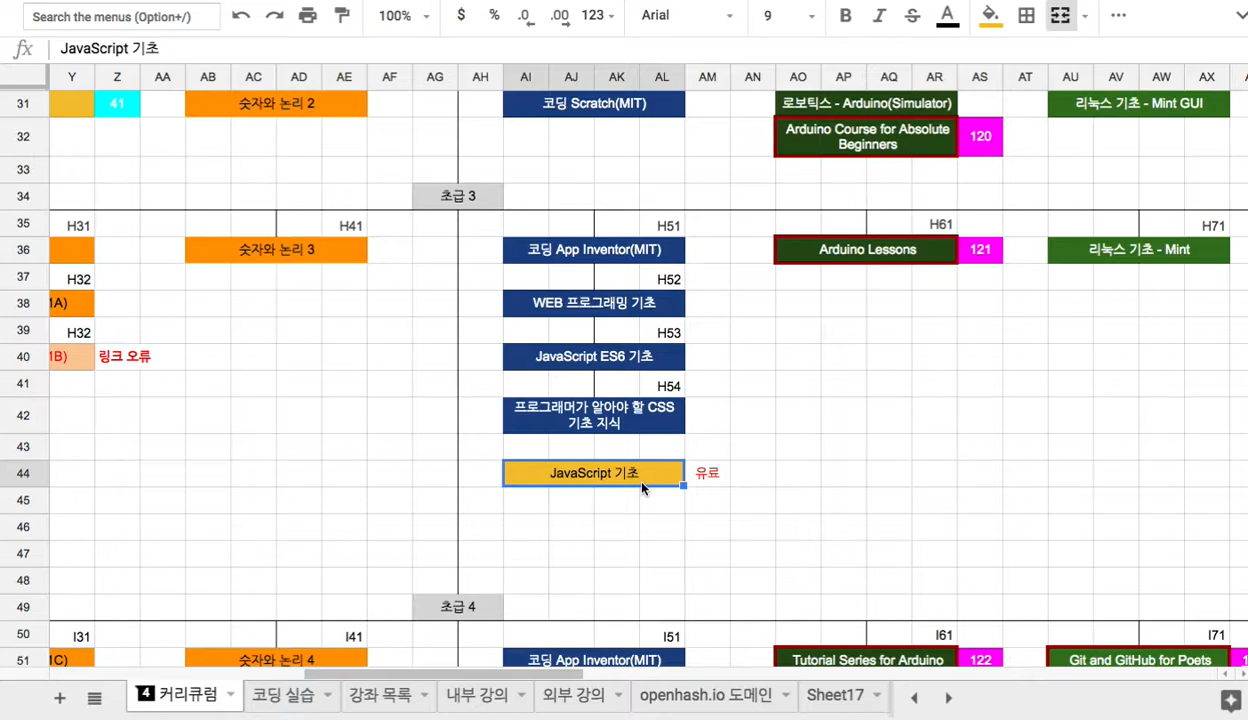 Search the menus (Option+/)
100%
$ % .0 .00 123
Arial
9
B I S A
fx JavaScript 기초
Y Z AA AB AC AD AE AF AG AH AI AJ AK AL AM AN AO AP AQ AR AS AT AU AV AW AX
31 41 숫자와 논리 2 코딩 Scratch(MIT) 로보틱스 - Arduino(Simulator) 리눅스 기초 - Mint GUI
32 Arduino Course for Absolute
Beginners 120
33
34 초급 3
35 H31 H41 H51 H61 H71
36 숫자와 논리 3 코딩 App Inventor(MIT) Arduino Lessons 121 리눅스 기초 - Mint
37 H32 H52
38 1A) WEB 프로그래밍 기초
39 H32 H53
40 1B) 링크 오류 JavaScript ES6 기초
41 H54
42 프로그래머가 알아야 할 CSS
기초 지식
43
44 JavaScript 기초 유료
45
46
47
48
49 초급 4
50 I31 I41 I51 I61 I71
51 1C) 숫자와 논리 4 코딩 App Inventor(MIT) Tutorial Series for Arduino 122 Git and GitHub for Poets
4 커리큘럼 코딩 실습 강좌 목록 내부 강의 외부 강의 openhash.io 도메인 Sheet17